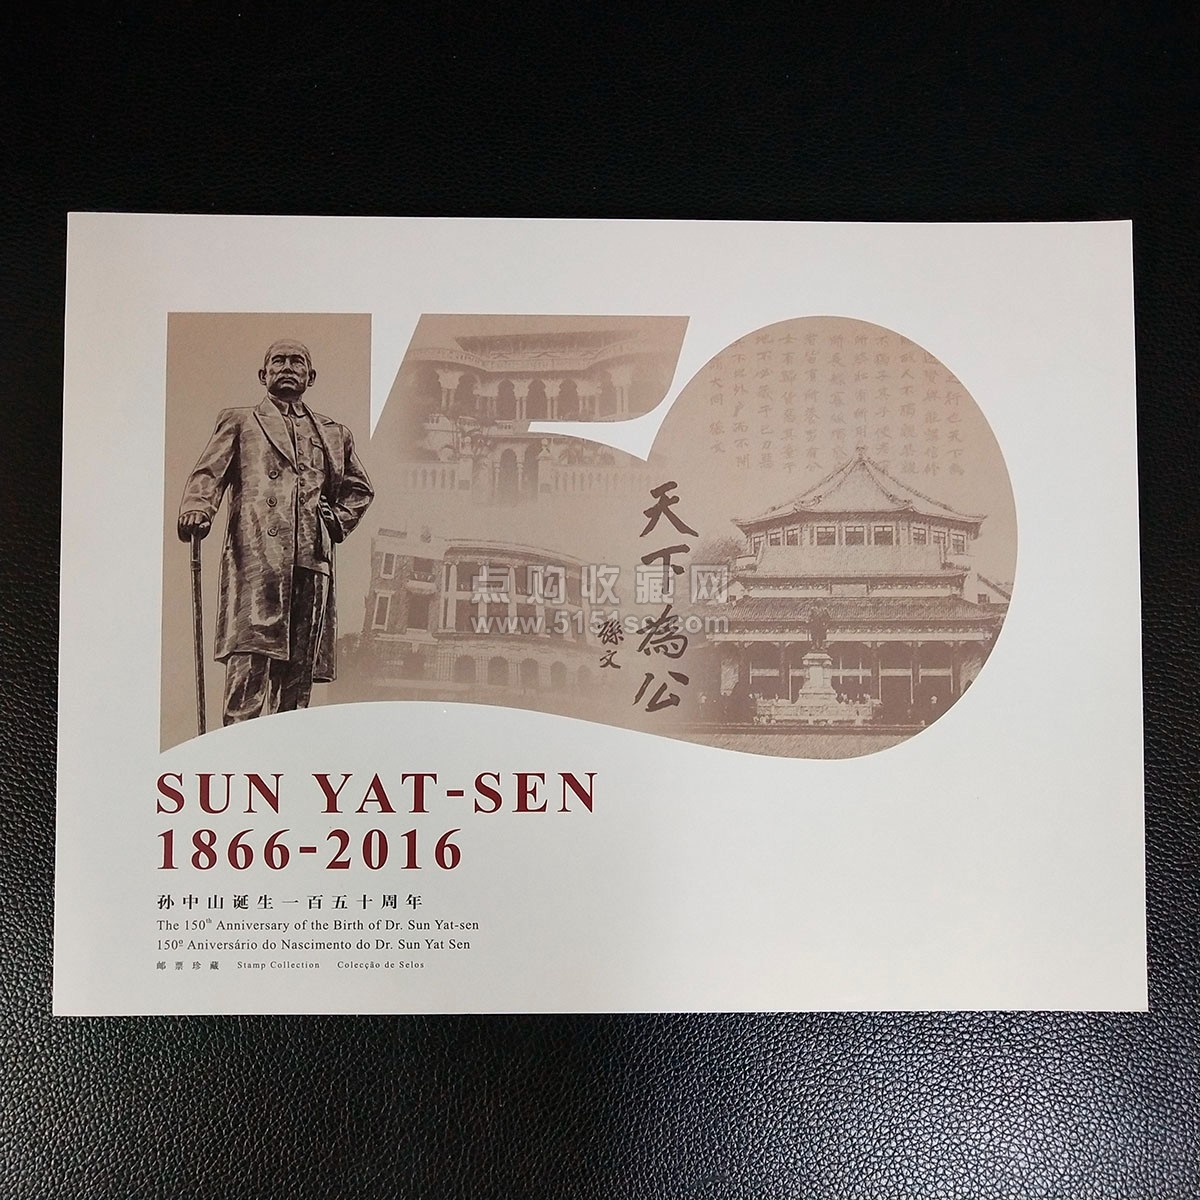 150
天下為公
孫文
点购收藏网
www.5151sc.com
SUN YAT-SEN
1866-2016
孙中山诞生一百五十周年
The 150th Anniversary of the Birth of Dr. Sun Yat-sen
150º Aniversário do Nascimento do Dr. Sun Yat Sen
邮票珍藏 Stamp Collection Colecção de Selos